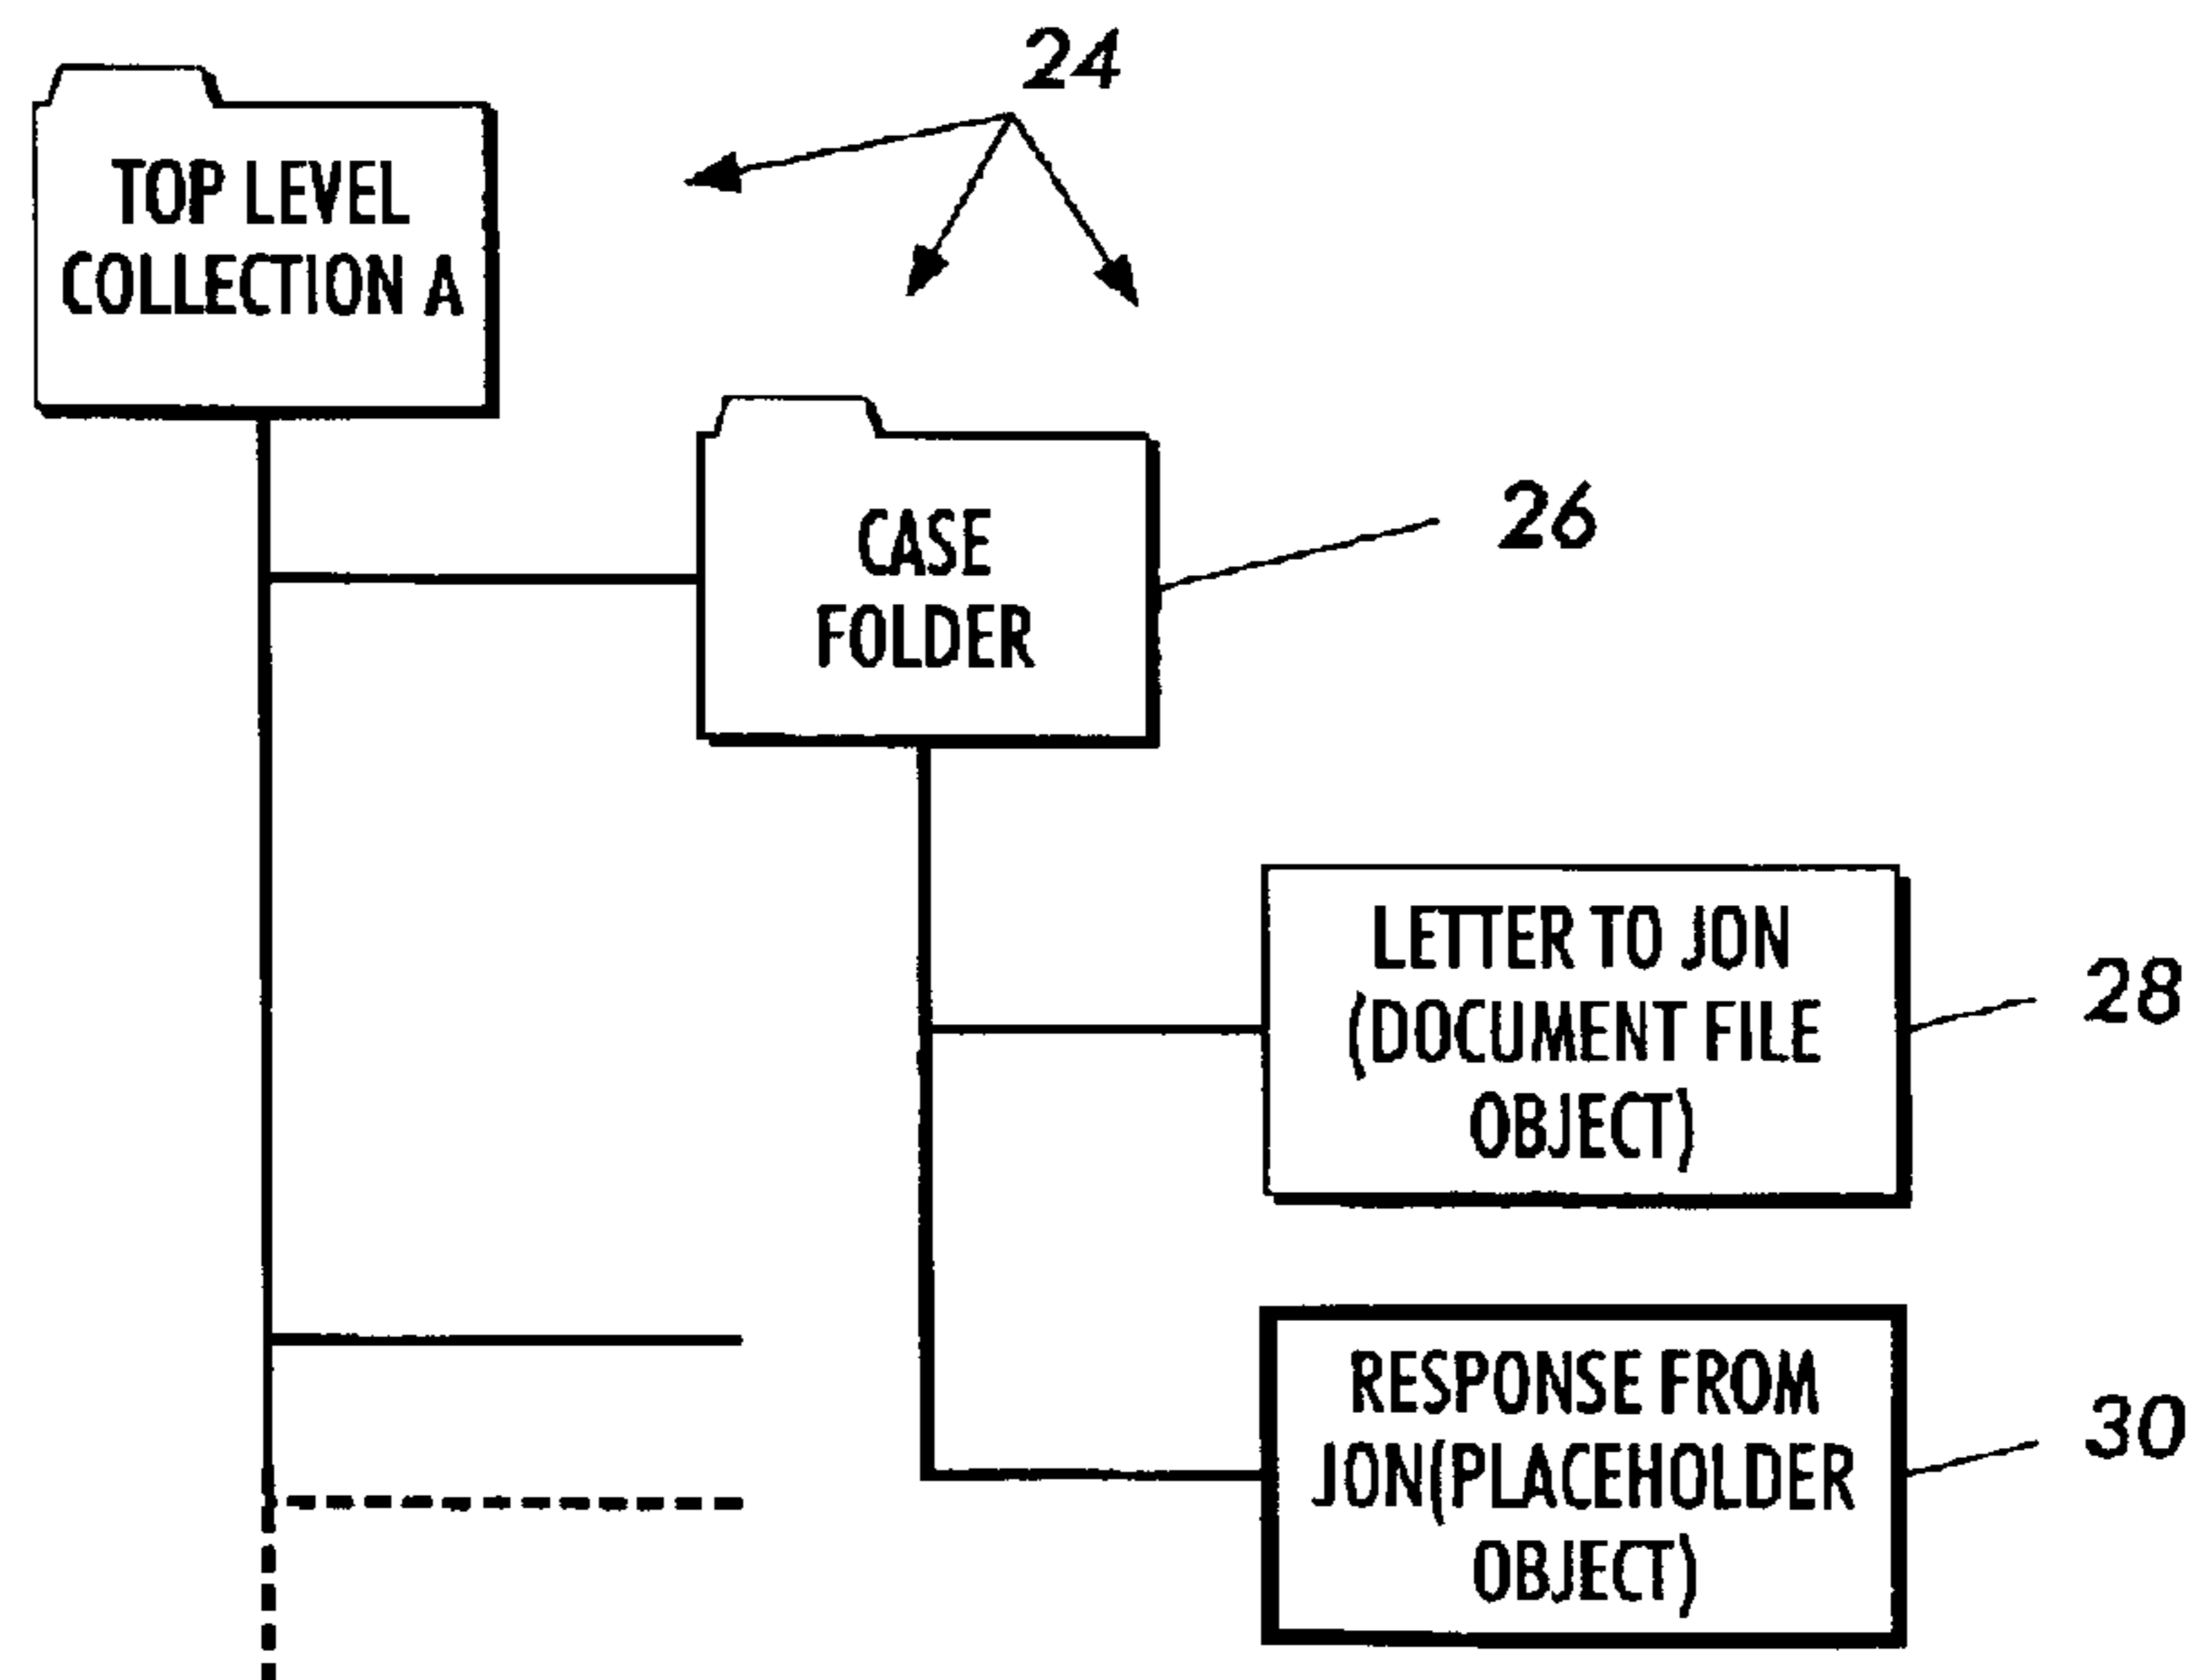 24
TOP LEVEL
COLLECTION A
CASE
FOLDER
26
LETTER TO JON
(DOCUMENT FILE
OBJECT)
28
RESPONSE FROM
JON(PLACEHOLDER
OBJECT)
30